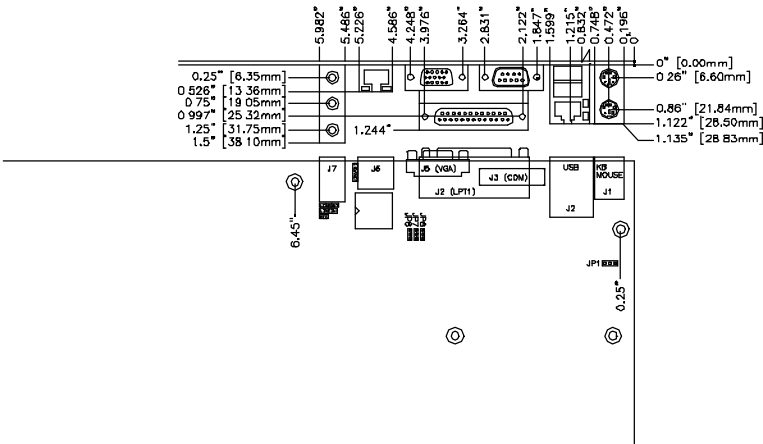 5.982"
5.486"
5.226"
4.586"
4.248"
3.976"
3.264"
2.831"
2.122"
1.847"
1.599"
1.215"
0.832"
0.748"
0.472"
0.196"
0"
0.25" [6.35mm]
0 526" [13 36mm]
0 75" [19 05mm]
0 997" [25 32mm]
1.25" [31.75mm]
1.5" [38 10mm]
1.244"
0" [0.00mm]
0 26" [6.60mm]
0.86" [21.84mm]
1.122" [28.50mm]
1.135" [28 83mm]
J7
J6
J5 (VGA)
J3 (COM)
J2 (LPT1)
USB
J2
KB
MOUSE
J1
6.45"
JP6
JP7
JP8
JP1
0.25"